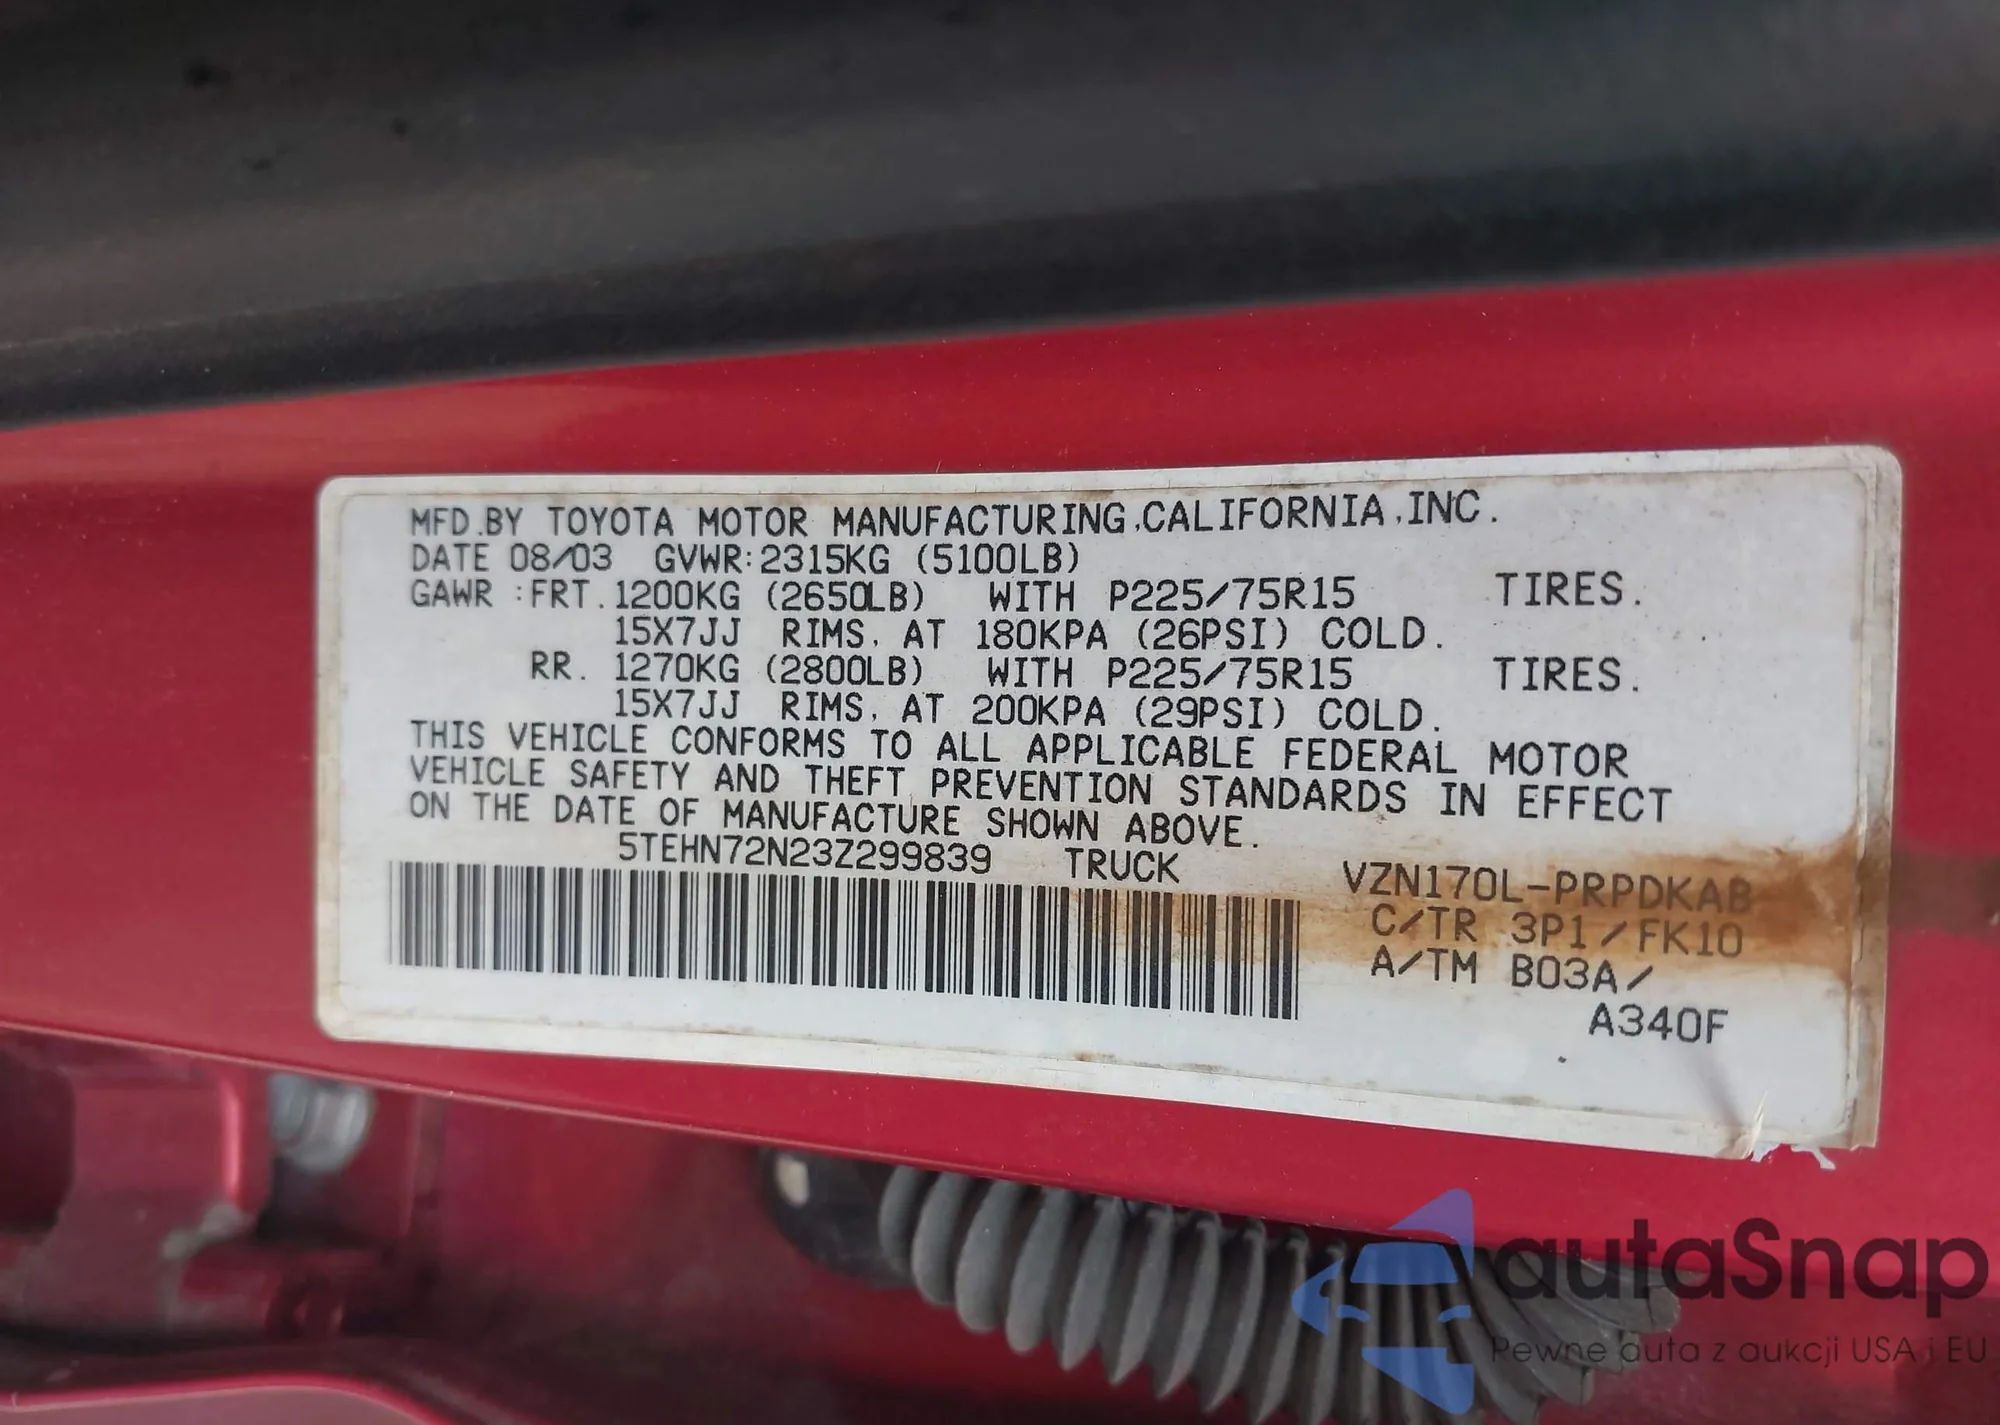 MFD.BY TOYOTA MOTOR MANUFACTURING,CALIFORNIA,INC.
DATE 08/03 GVWR:2315KG (5100LB)
GAWR :FRT. 1200KG (2650LB) WITH P225/75R15 TIRES.
15X7JJ RIMS, AT 180KPA (26PSI) COLD.
RR. 1270KG (2800LB) WITH P225/75R15 TIRES.
15X7JJ RIMS, AT 200KPA (29PSI) COLD.
THIS VEHICLE CONFORMS TO ALL APPLICABLE FEDERAL MOTOR
VEHICLE SAFETY AND THEFT PREVENTION STANDARDS IN EFFECT
ON THE DATE OF MANUFACTURE SHOWN ABOVE.
5TEHN72N23Z299839 TRUCK VZN170L-PRPDKAB
C/TR 3P1/FK10
A/TM B03A/
A340F
autaSnap
Pewne auta z aukcji USA i EU